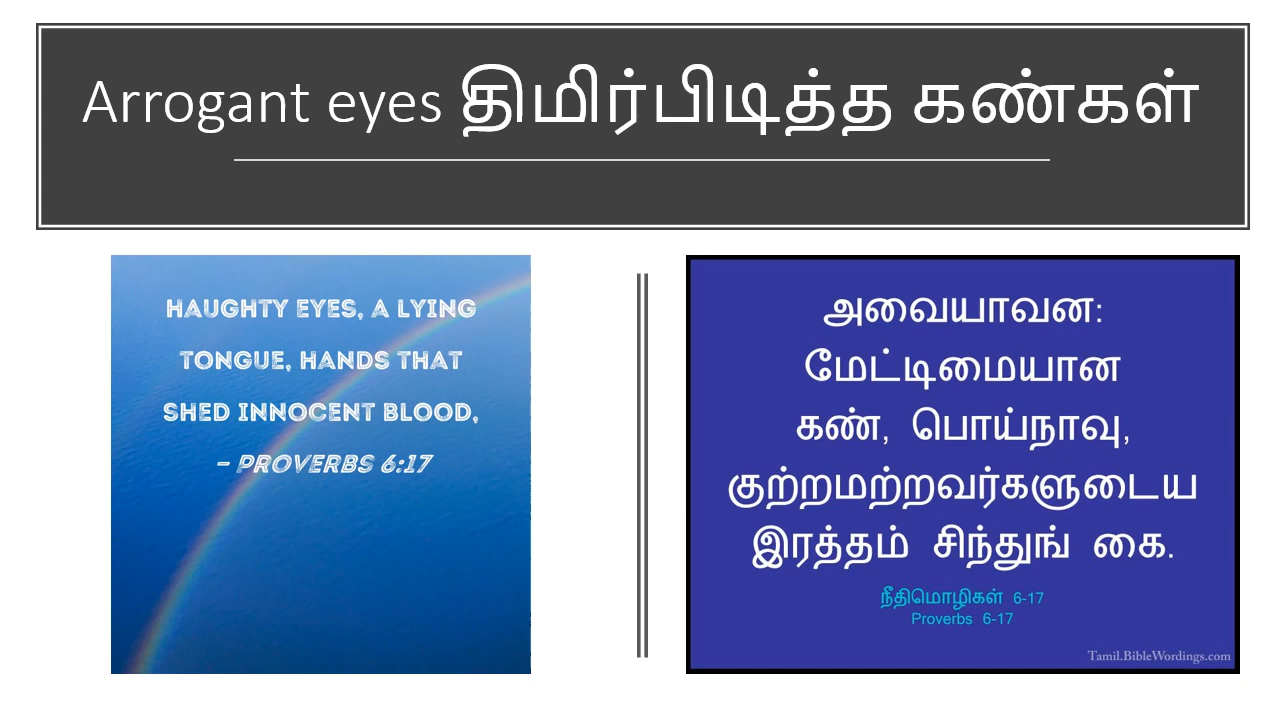 Arrogant eyes திமிர்பிடித்த கண்கள்
HAUGHTY EYES, A LYING
TONGUE, HANDS THAT
SHED INNOCENT BLOOD,
– PROVERBS 6:17
அவையாவன:
மேட்டிமையான
கண், பொய்நாவு,
குற்றமற்றவர்களுடைய
இரத்தம் சிந்துங் கை.
நீதிமொழிகள் 6-17
Proverbs 6-17
Tamil.BibleWordings.com